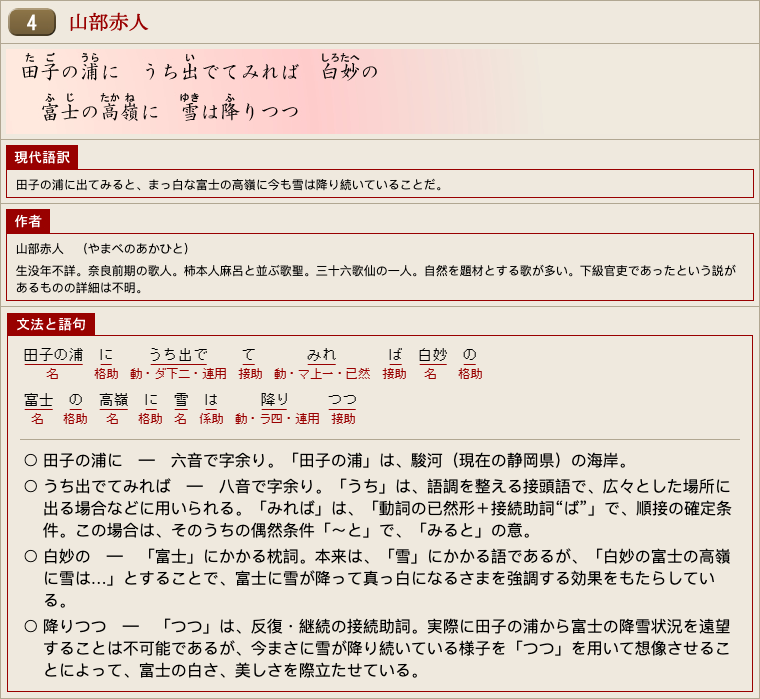 4 山部赤人
田子の浦に うち出でてみれば 白妙の
たご うら い しろたへ
富士の高嶺に 雪は降りつつ
ふじ たかね ゆき ふ
現代語訳
田子の浦に出てみると、まっ白な富士の高嶺に今も雪は降り続いていることだ。
作者
山部赤人 （やまべのあかひと）
生没年不詳。奈良前期の歌人。柿本人麻呂と並ぶ歌聖。三十六歌仙の一人。自然を題材とする歌が多い。下級官吏であったという説が
あるものの詳細は不明。
文法と語句
田子の浦 に うち出で て みれ ば 白妙 の
名 格助 動・ダ下二・連用 接助 動・マ上一・已然 接助 名 格助
富士 の 高嶺 に 雪 は 降り つつ
名 格助 名 格助 名 係助 動・ラ四・連用 接助
○ 田子の浦に ― 六音で字余り。「田子の浦」は、駿河（現在の静岡県）の海岸。
○ うち出でてみれば ― 八音で字余り。「うち」は、語調を整える接頭語で、広々とした場所に
出る場合などに用いられる。「みれば」は、「動詞の已然形＋接続助詞“ば”」で、順接の確定条
件。この場合は、そのうちの偶然条件「～と」で、「みると」の意。
○ 白妙の ― 「富士」にかかる枕詞。本来は、「雪」にかかる語であるが、「白妙の富士の高嶺
に雪は…」とすることで、富士に雪が降って真っ白になるさまを強調する効果をもたらしてい
る。
○ 降りつつ ― 「つつ」は、反復・継続の接続助詞。実際に田子の浦から富士の降雪状況を遠望
することは不可能であるが、今まさに雪が降り続いている様子を「つつ」を用いて想像させるこ
とによって、富士の白さ、美しさを際立たせている。